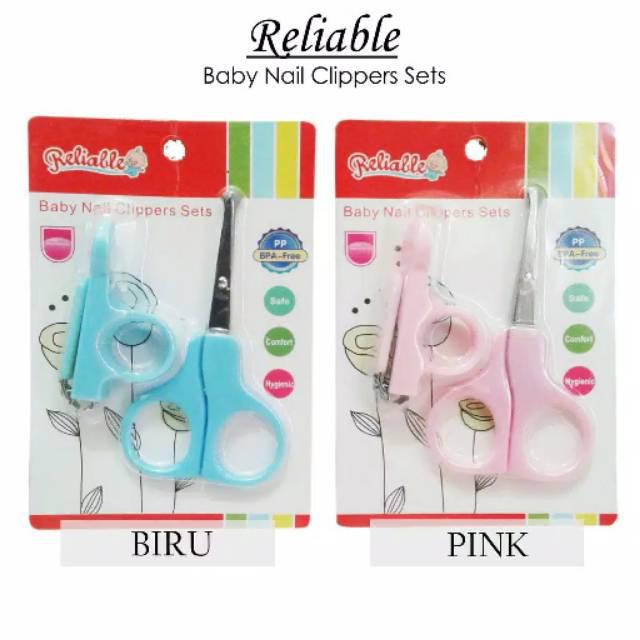 Reliable
Baby Nail Clippers Sets
Reliable
Baby Nail Clippers Sets
PP
BPA-Free
Safe
Comfort
Hygienic
BIRU
Reliable
Baby Nail Clippers Sets
PP
BPA-Free
Safe
Comfort
Hygienic
PINK